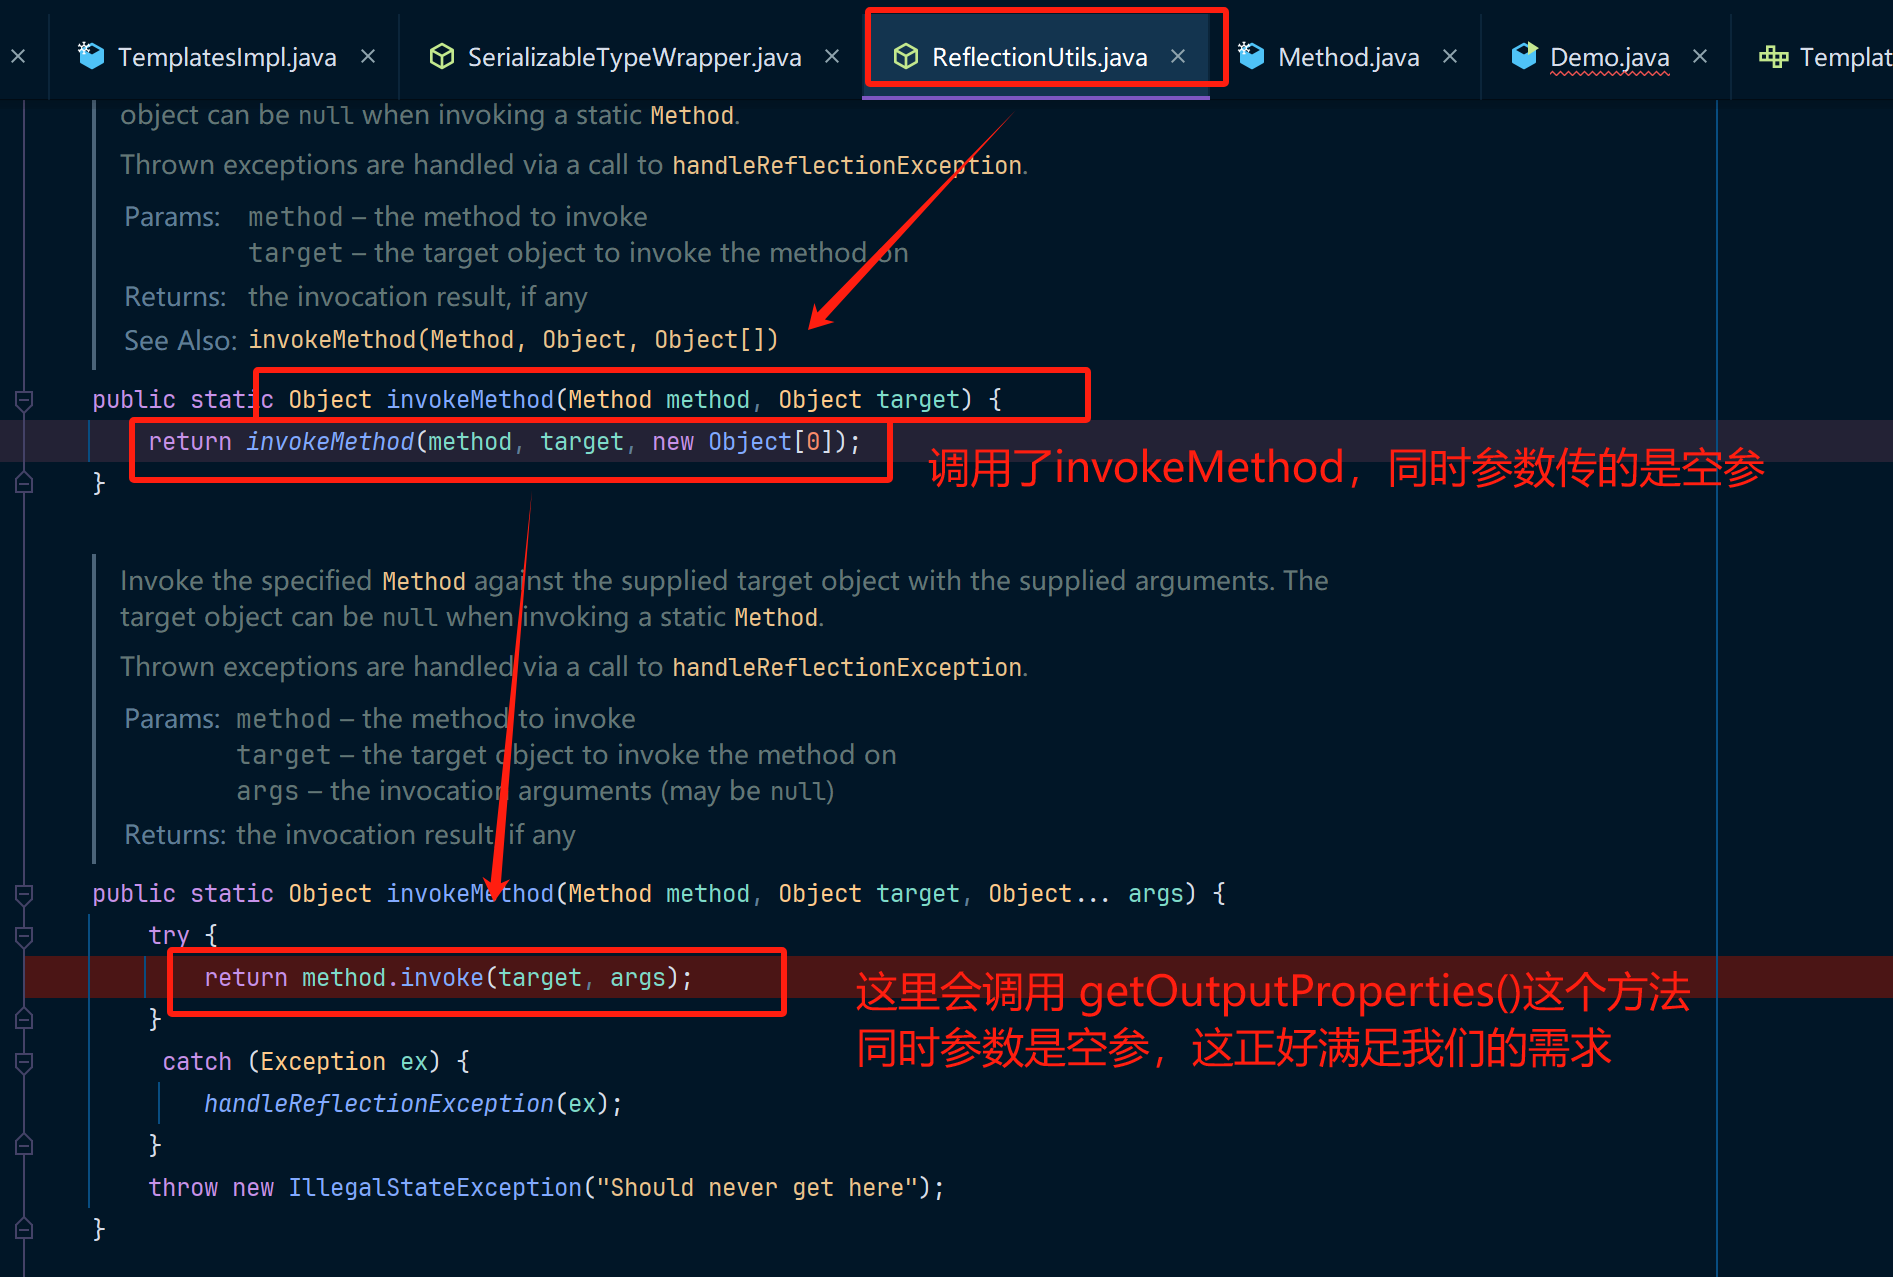 TemplatesImpl.java SerializableTypeWrapper.java ReflectionUtils.java Method.java Demo.java Templat
object can be null when invoking a static Method.
Thrown exceptions are handled via a call to handleReflectionException.
Params: method – the method to invoke
target – the target object to invoke the method on
Returns: the invocation result, if any
See Also: invokeMethod(Method, Object, Object[])
public static Object invokeMethod(Method method, Object target) {
return invokeMethod(method, target, new Object[0]);
调用了invokeMethod，同时参数传的是空参
}
Invoke the specified Method against the supplied target object with the supplied arguments. The
target object can be null when invoking a static Method.
Thrown exceptions are handled via a call to handleReflectionException.
Params: method – the method to invoke
target – the target object to invoke the method on
args – the invocation arguments (may be null)
Returns: the invocation result, if any
public static Object invokeMethod(Method method, Object target, Object... args) {
try {
return method.invoke(target, args);
这里会调用 getOutputProperties()这个方法
}
同时参数是空参，这正好满足我们的需求
catch (Exception ex) {
handleReflectionException(ex);
}
throw new IllegalStateException("Should never get here");
}